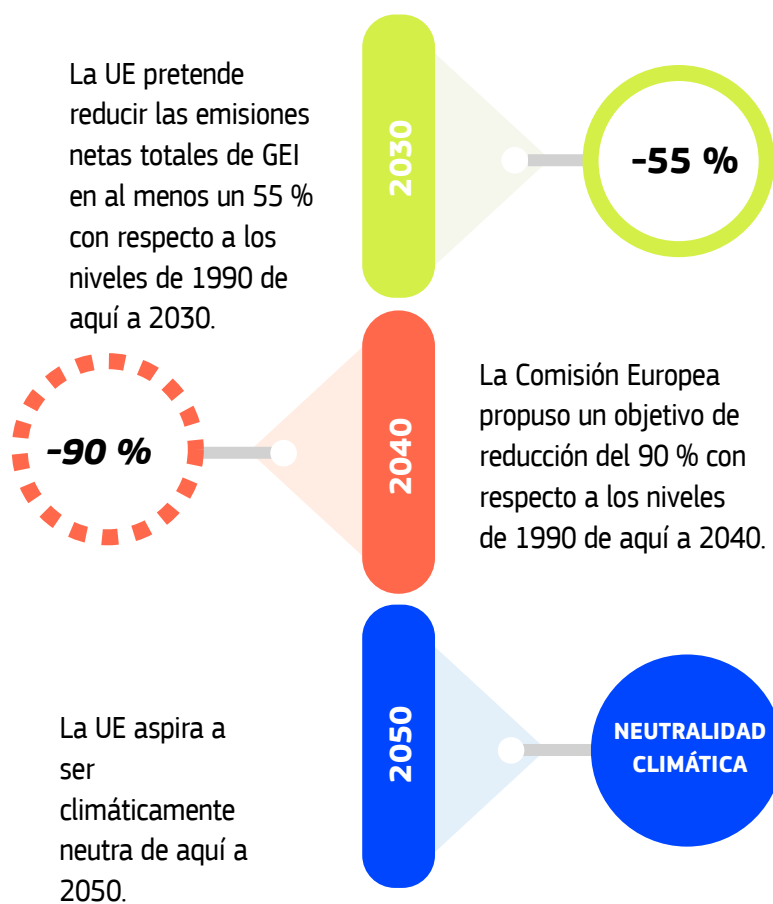 La UE pretende
reducir las emisiones
netas totales de GEI
en al menos un 55 %
con respecto a los
niveles de 1990 de
aquí a 2030.
2030
-55 %
-90 %
2040
La Comisión Europea
propuso un objetivo de
reducción del 90 % con
respecto a los niveles
de 1990 de aquí a 2040.
La UE aspira a
ser
climáticamente
neutra de aquí a
2050.
2050
NEUTRALIDAD
CLIMÁTICA